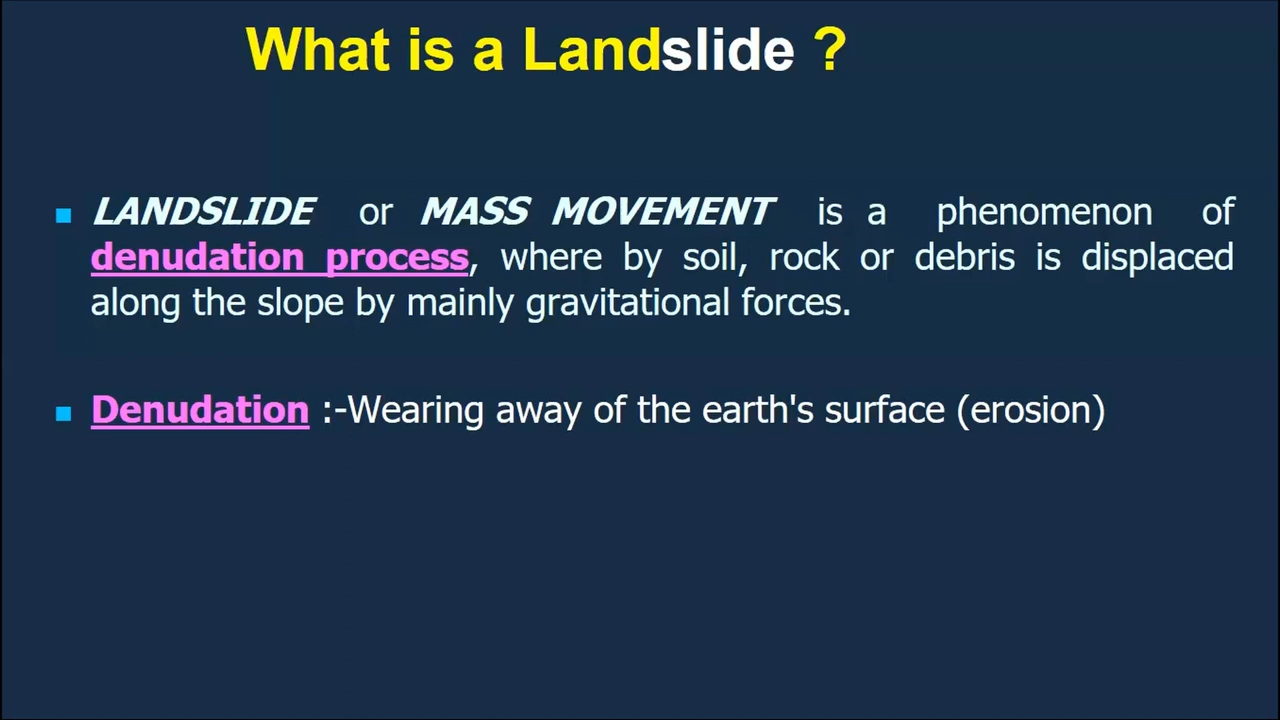 What is a Landslide ?
LANDSLIDE or MASS MOVEMENT is a phenomenon of
denudation process, where by soil, rock or debris is displaced
along the slope by mainly gravitational forces.
Denudation :-Wearing away of the earth's surface (erosion)